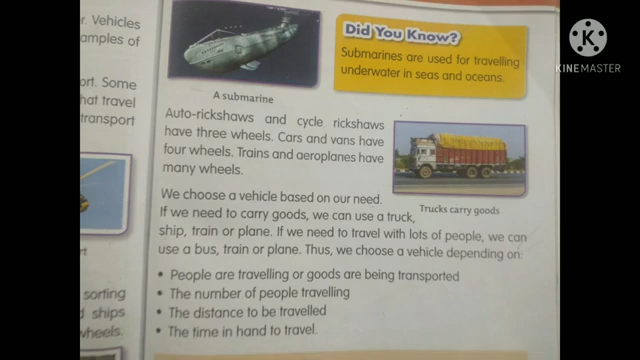 r. Vehicles
amples of
ort. Some
hat travel
transport
rt
sorting
ships
wheels.
A submarine
Did You Know?
Submarines are used for travelling
underwater in seas and oceans.
Auto-rickshaws and cycle rickshaws
have three wheels. Cars and vans have
four wheels. Trains and aeroplanes have
many wheels.
Trucks carry goods
We choose a vehicle based on our need.
If we need to carry goods, we can use a truck,
ship, train or plane. If we need to travel with lots of people, we can
use a bus, train or plane. Thus, we choose a vehicle depending on:
• People are travelling or goods are being transported
• The number of people travelling
• The distance to be travelled
• The time in hand to travel.
KINEMASTER